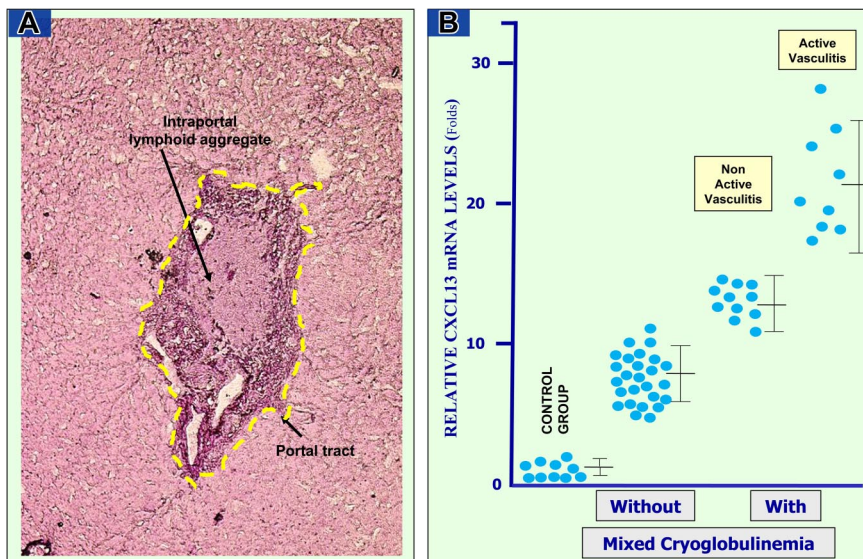 A
Intraportal
lymphoid aggregate
Portal tract
B
RELATIVE CXCL13 mRNA LEVELS (Folds)
30
20
10
0
CONTROL
GROUP
Non
Active
Vasculitis
Active
Vasculitis
Without
With
Mixed Cryoglobulinemia